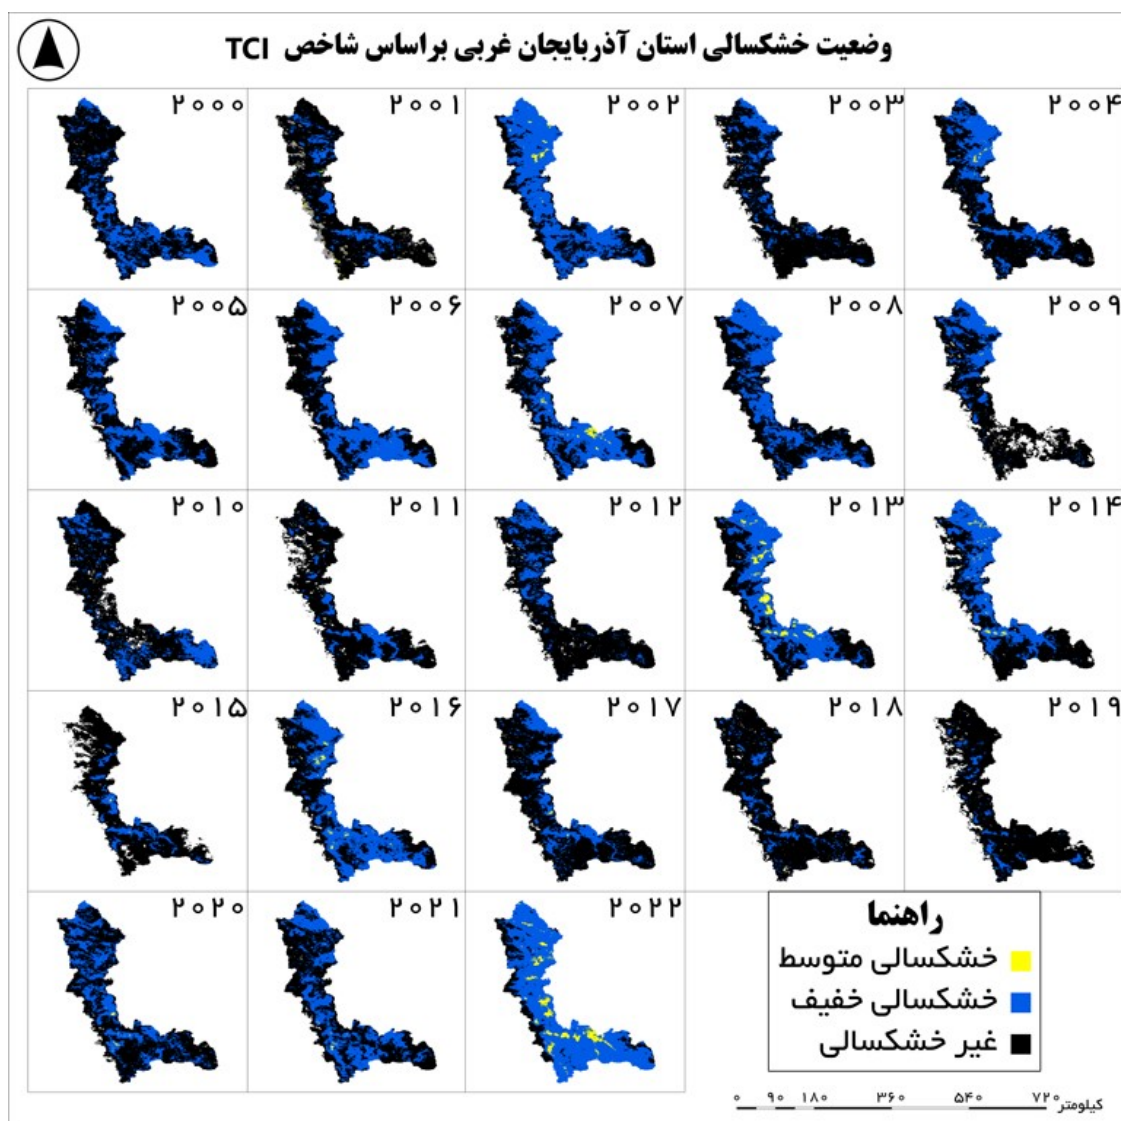 وضعیت خشکسالی استان آذربایجان غربی براساس شاخص TCI
۲۰۰۰ ۲۰۰۱ ۲۰۰۲ ۲۰۰۳ ۲۰۰۴
۲۰۰۵ ۲۰۰۶ ۲۰۰۷ ۲۰۰۸ ۲۰۰۹
۲۰۱۰ ۲۰۱۱ ۲۰۱۲ ۲۰۱۳ ۲۰۱۴
۲۰۱۵ ۲۰۱۶ ۲۰۱۷ ۲۰۱۸ ۲۰۱۹
۲۰۲۰ ۲۰۲۱ ۲۰۲۲
راهنما
خشکسالی متوسط
خشکسالی خفیف
غیر خشکسالی
۰ ۹۰ ۱۸۰ ۳۶۰ ۵۴۰ ۷۲۰ کیلومتر